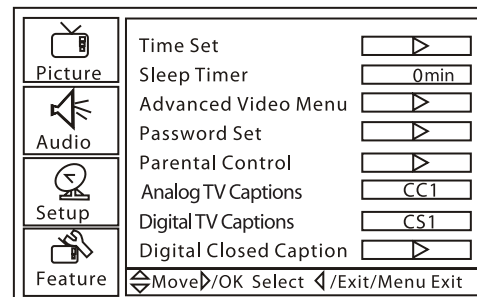 Picture
Audio
Setup
Feature
Time Set
Sleep Timer 0min
Advanced Video Menu
Password Set
Parental Control
Analog TV Captions CC1
Digital TV Captions CS1
Digital Closed Caption
Move /OK Select /Exit/Menu Exit